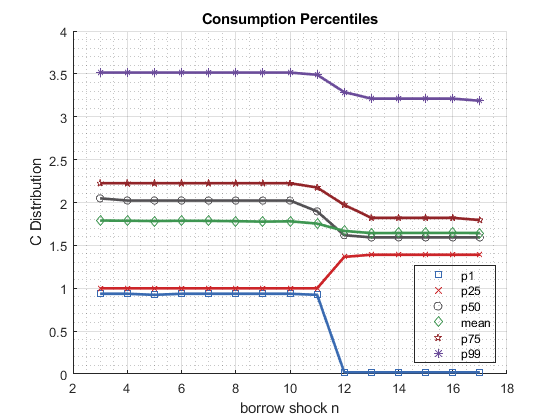 Consumption Percentiles
4
3.5
3
2.5
2
1.5
1
0.5
0
C Distribution
2 4 6 8 10 12 14 16 18
borrow shock n
p1
p25
p50
mean
p75
p99